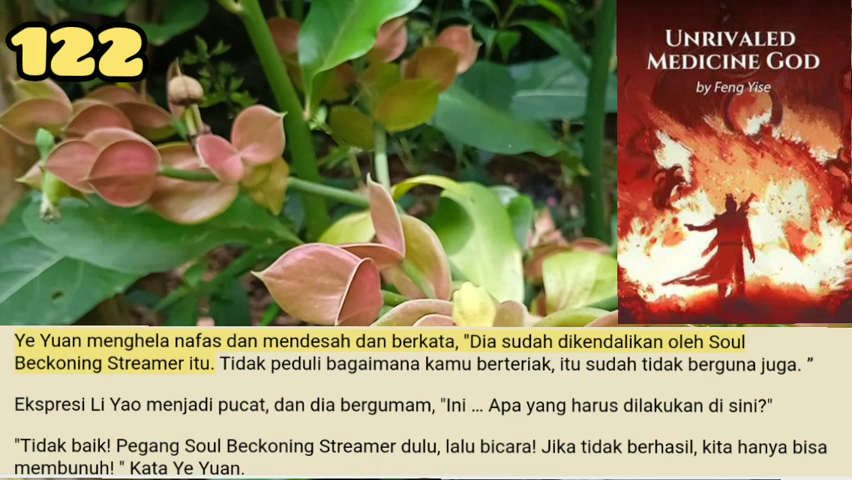 122
UNRIVALED
MEDICINE GOD
by Feng Yise
Ye Yuan menghela nafas dan mendesah dan berkata, "Dia sudah dikendalikan oleh Soul
Beckoning Streamer itu. Tidak peduli bagaimana kamu berteriak, itu sudah tidak berguna juga. ”
Ekspresi Li Yao menjadi pucat, dan dia bergumam, "Ini ... Apa yang harus dilakukan di sini?"
"Tidak baik! Pegang Soul Beckoning Streamer dulu, lalu bicara! Jika tidak berhasil, kita hanya bisa
membunuh! " Kata Ye Yuan.